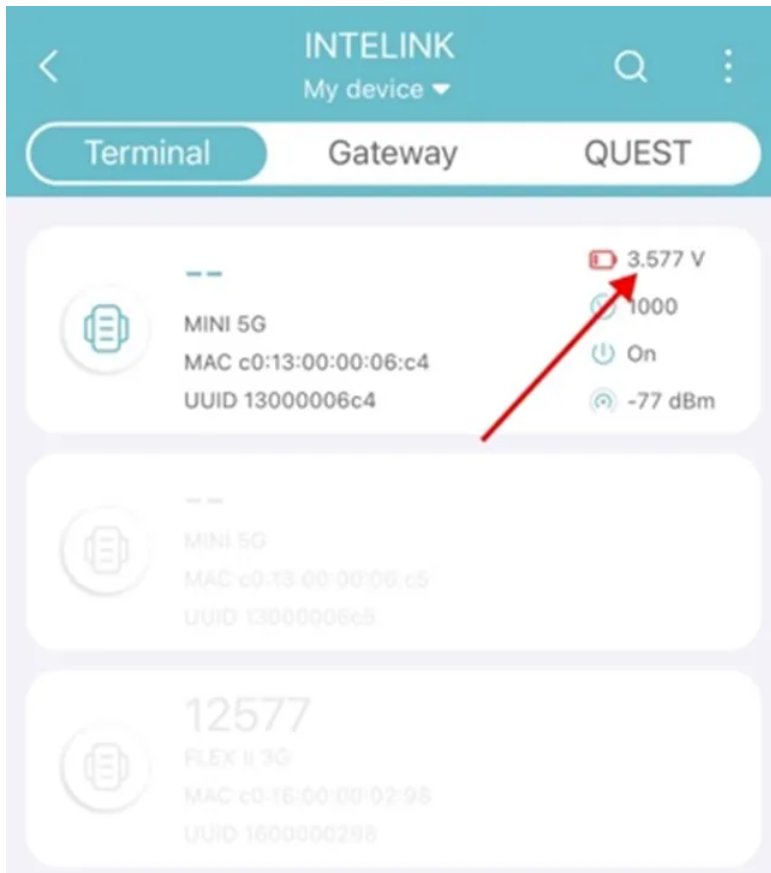 INTELINK
My device
Terminal
Gateway
QUEST
--
3.577 V
MINI 5G
1000
MAC c0:13:00:00:06:c4
On
UUID 13000006c4
-77 dBm
--
MINI 5G
MAC c0:13:00:00:06:c5
UUID 13000006c5
12577
FLEX II 3G
MAC c0:16:00:00:02:98
UUID 1600000298